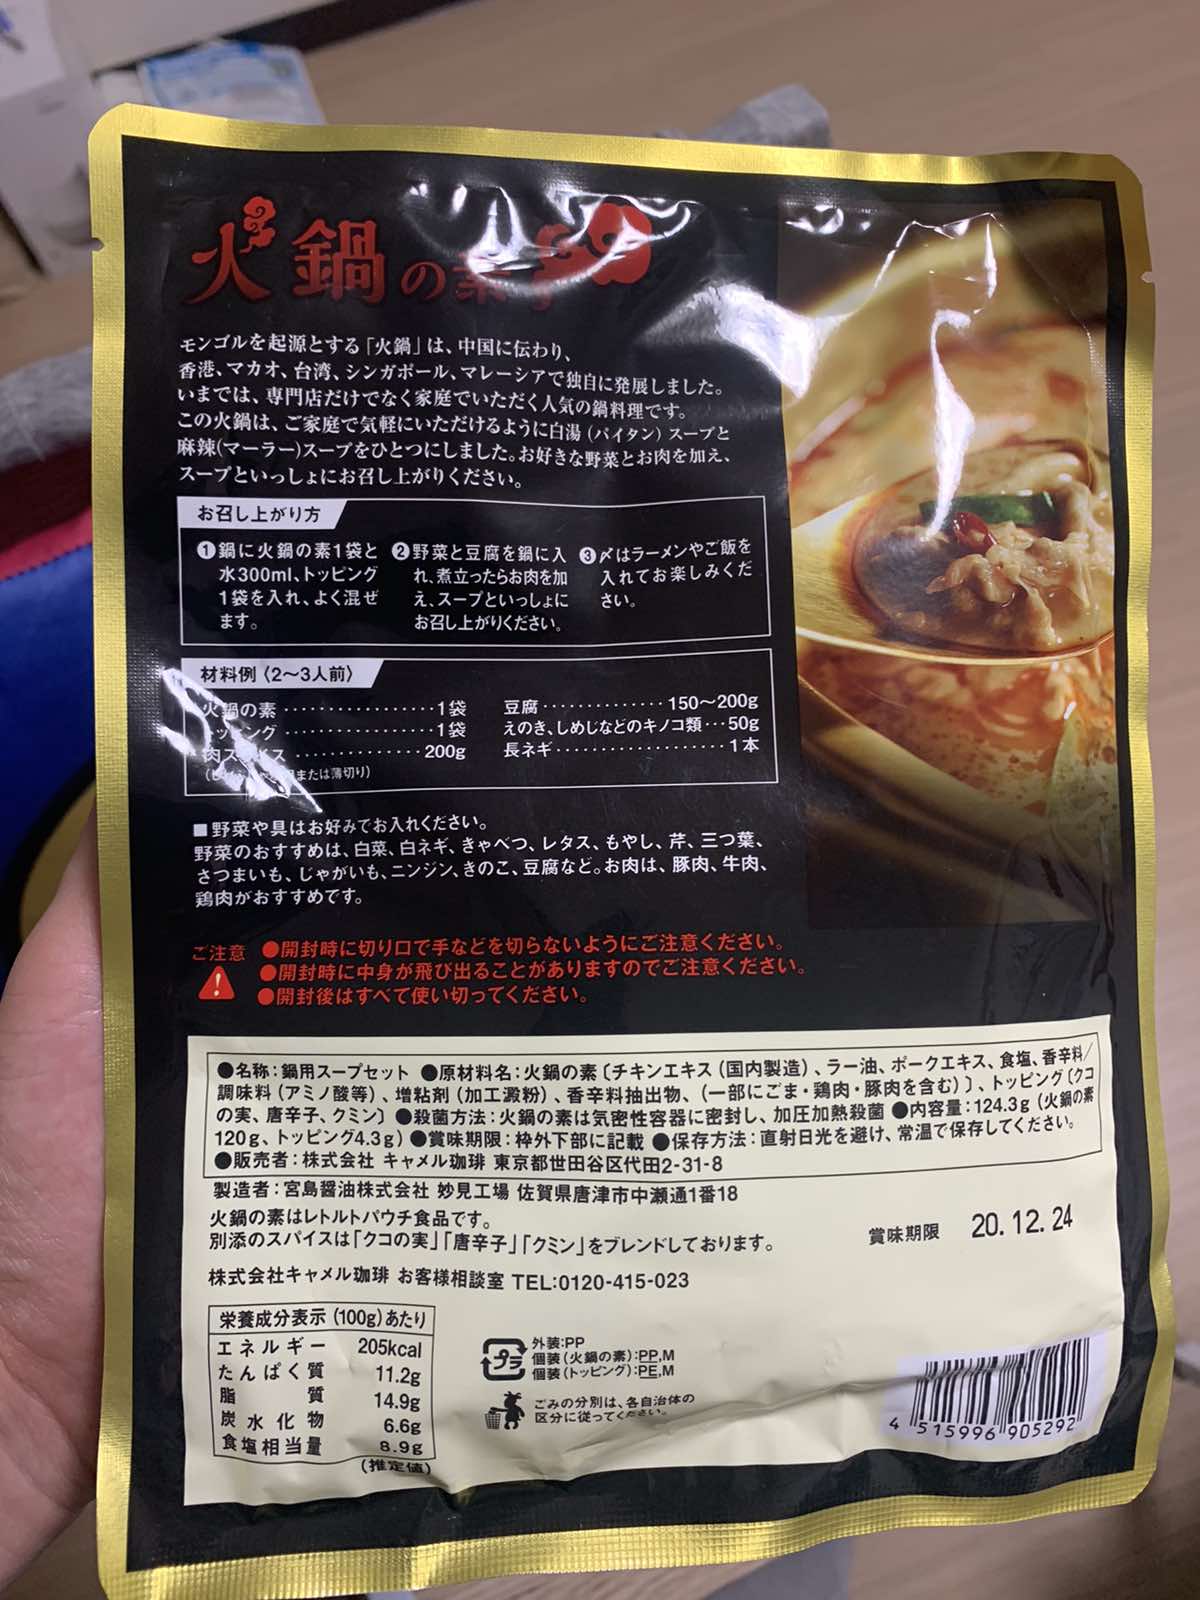 火鍋の素
モンゴルを起源とする「火鍋」は、中国に伝わり、
香港、マカオ、台湾、シンガポール、マレーシアで独自に発展しました。
いまでは、専門店だけでなく家庭でいただく人気の鍋料理です。
この火鍋は、ご家庭で気軽にいただけるように白湯(パイタン)スープと
麻辣(マーラー)スープをひとつにしました。お好きな野菜とお肉を加え、
スープといっしょにお召し上がりください。
お召し上がり方
❶鍋に火鍋の素1袋と
水300ml、トッピング
1袋を入れ、よく混ぜ
ます。
❷野菜と豆腐を鍋に入
れ、煮立ったらお肉を加
え、スープといっしょに
お召し上がりください。
❸〆はラーメンやご飯を
入れてお楽しみくだ
さい。
材料例〈2〜3人前〉
火鍋の素・・・・・・・・・・・・・・・・1袋
トッピング・・・・・・・・・・・・・・・・1袋
肉スライス・・・・・・・・・・・・200g
または薄切り)
豆腐・・・・・・・・・・・・・・150〜200g
えのき、しめじなどのキノコ類・・・50g
長ネギ・・・・・・・・・・・・・・・・・・1本
■野菜や具はお好みでお入れください。
野菜のおすすめは、白菜、白ネギ、きゃべつ、レタス、もやし、芹、三つ葉、
さつまいも、じゃがいも、ニンジン、きのこ、豆腐など。お肉は、豚肉、牛肉、
鶏肉がおすすめです。
ご注意
●開封時に切り口で手などを切らないようにご注意ください。
●開封時に中身が飛び出ることがありますのでご注意ください。
●開封後はすべて使い切ってください。
●名称:鍋用スープセット ●原材料名:火鍋の素〔チキンエキス(国内製造)、ラー油、ポークエキス、食塩、香辛料/
調味料(アミノ酸等)、増粘剤(加工澱粉)、香辛料抽出物、(一部にごま・鶏肉・豚肉を含む)〕、トッピング〔クコ
の実、唐辛子、クミン〕●殺菌方法:火鍋の素は気密性容器に密封し、加圧加熱殺菌 ●内容量:124.3g(火鍋の素
120g、トッピング4.3g)●賞味期限:枠外下部に記載 ●保存方法:直射日光を避け、常温で保存してください。
●販売者:株式会社 キャメル珈琲 東京都世田谷区代田2-31-8
製造者:宮島醤油株式会社 妙見工場 佐賀県唐津市中瀬通1番18
火鍋の素はレトルトパウチ食品です。
別添のスパイスは「クコの実」「唐辛子」「クミン」をブレンドしております。
賞味期限 20.12.24
株式会社キャメル珈琲 お客様相談室 TEL:0120-415-023
栄養成分表示(100g)あたり
エネルギー 205kcal
たんぱく質 11.2g
脂質 14.9g
炭水化物 6.6g
食塩相当量 8.9g
(推定値)
プラ
外装:PP
個装(火鍋の素):PP,M
個装(トッピング):PE,M
ごみの分別は、各自治体の
区分に従ってください。
4 515996 905292